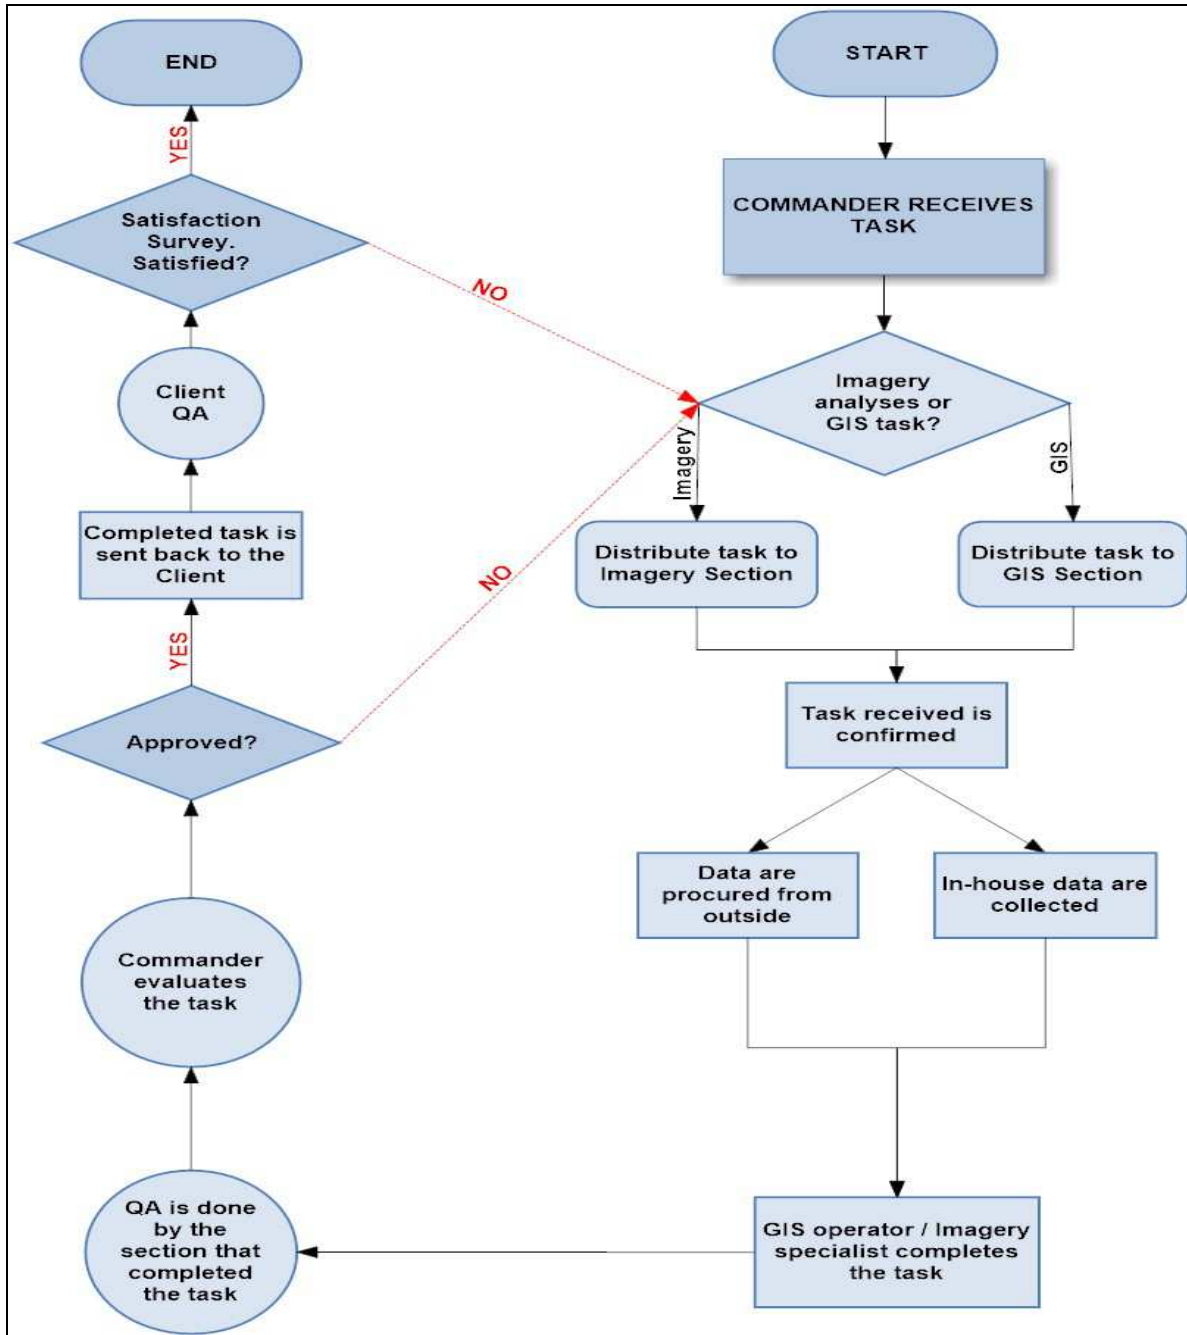 START
COMMANDER RECEIVES
TASK
Imagery
analyses or
GIS task?
Imagery
GIS
Distribute task to
Imagery Section
Distribute task to
GIS Section
Task received is
confirmed
Data are
procured from
outside
In-house data are
collected
GIS operator / Imagery
specialist completes
the task
QA is done
by the
section that
completed
the task
Commander
evaluates
the task
Approved?
YES
NO
Completed task is
sent back to the
Client
Client
QA
Satisfaction
Survey.
Satisfied?
YES
NO
END